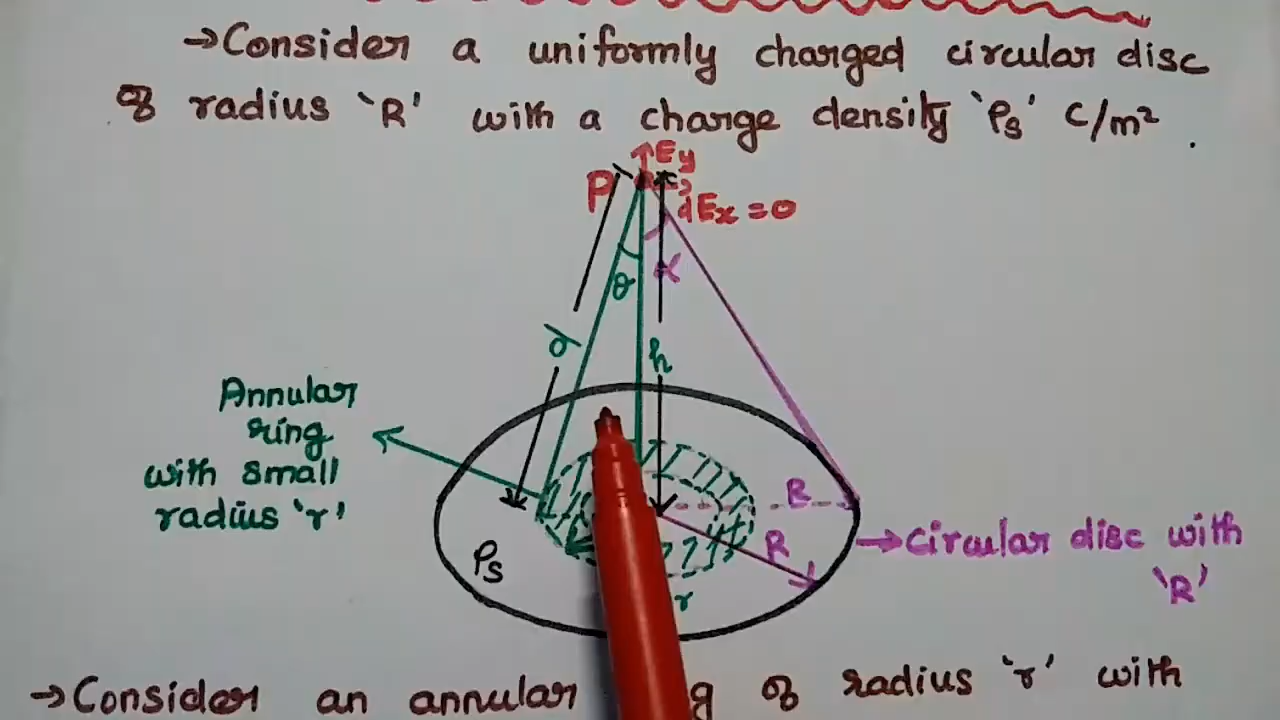 →Consider a uniformly charged circular disc
of radius `R' with a charge density `ρs' C/m² .
Ey
P
dEx = 0
θ
α
d
h
Annular
ring
with small
radius `r'
R
R
ρs
r
→Circular disc with
`R'
→Consider an annular g of radius `r' with